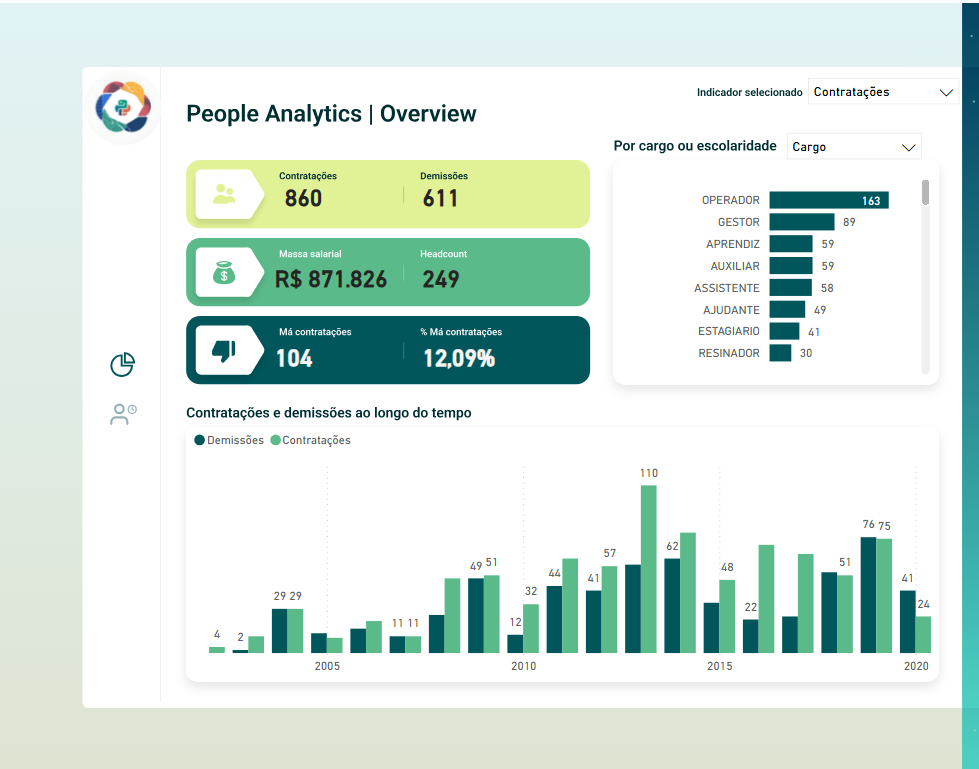 Indicador selecionado Contratações
People Analytics | Overview
Por cargo ou escolaridade Cargo
Contratações Demissões
860 611
Massa salarial Headcount
R$ 871.826 249
Má contratações % Má contratações
104 12,09%
OPERADOR 163
GESTOR 89
APRENDIZ 59
AUXILIAR 59
ASSISTENTE 58
AJUDANTE 49
ESTAGIARIO 41
RESINADOR 30
Contratações e demissões ao longo do tempo
Demissões Contratações
4 2 29 29 11 11 49 51 12 32 44 41 57 110 62 48 22 51 76 75 41 24
2005 2010 2015 2020